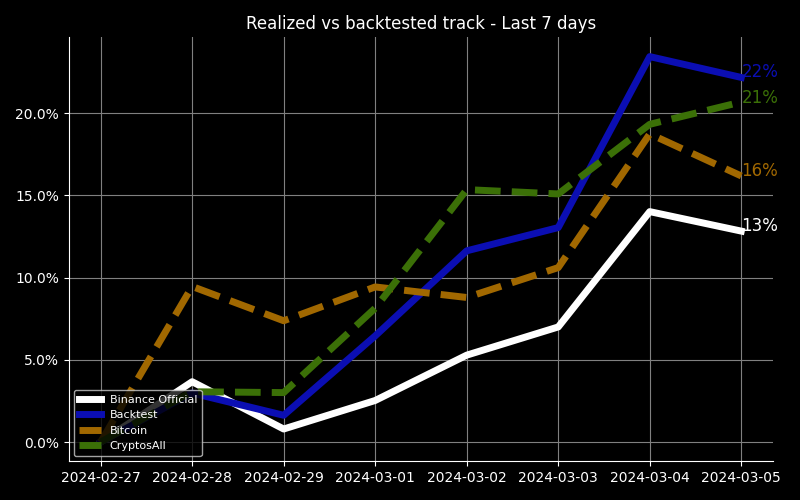 Realized vs backtested track - Last 7 days
22%
21%
20.0%
16%
15.0%
13%
10.0%
5.0%
Binance Official
Backtest
Bitcoin
CryptosAll
0.0%
2024-02-27 2024-02-28 2024-02-29 2024-03-01 2024-03-02 2024-03-03 2024-03-04 2024-03-05